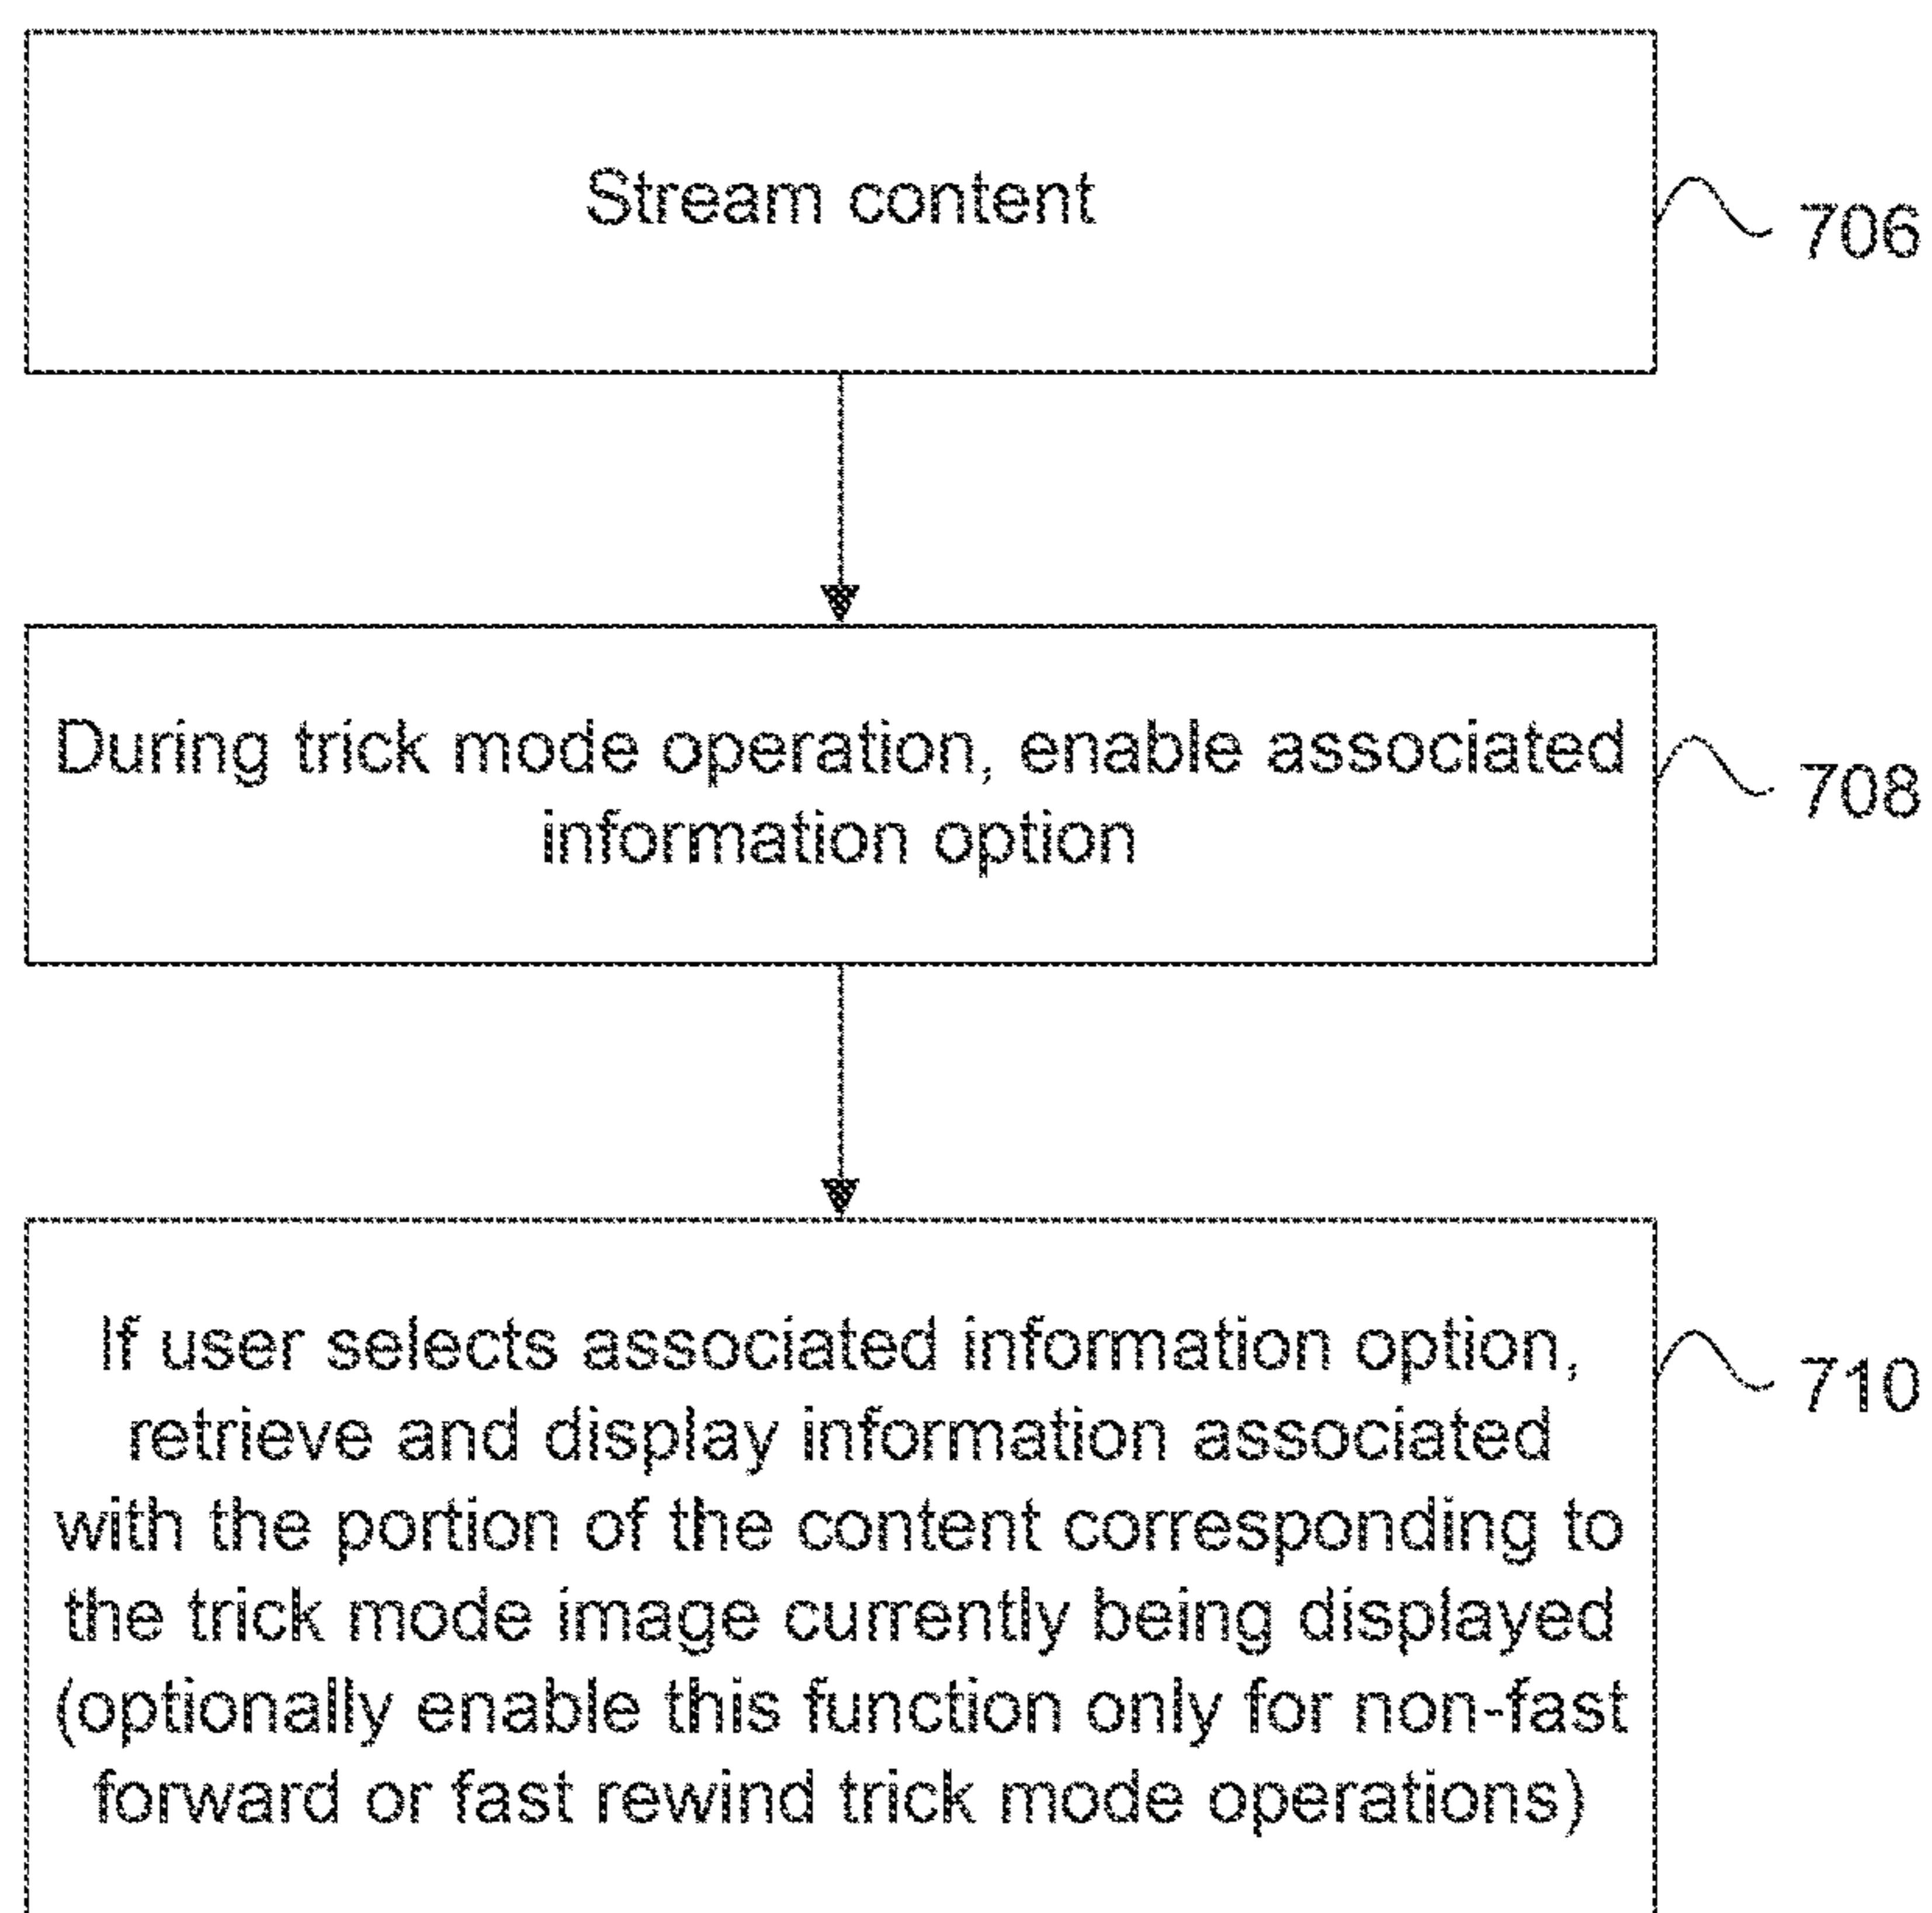 Stream content
706
During trick mode operation, enable associated
information option
708
If user selects associated information option,
retrieve and display information associated
with the portion of the content corresponding to
the trick mode image currently being displayed
(optionally enable this function only for non-fast
forward or fast rewind trick mode operations)
710